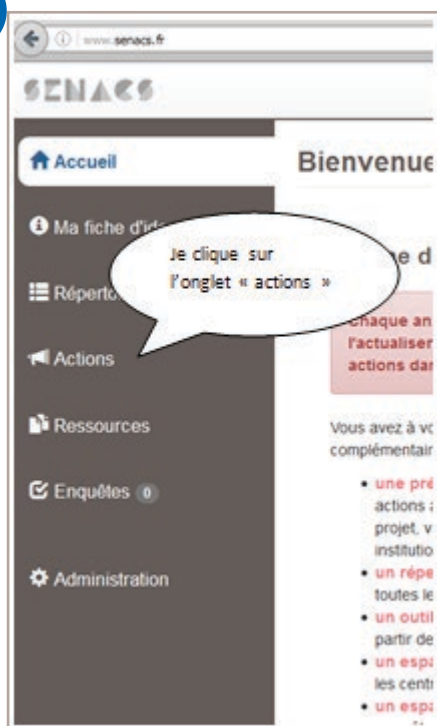 www.senacs.fr
SENACS
Accueil
Ma fiche d'id
Réperto
Actions
Ressources
Enquêtes 0
Administration
Je clique sur
l'onglet « actions »
Bienvenue
e d
Chaque an
l'actualiser
actions dan
Vous avez à vo
complémentair
• une pré
actions a
projet, v
institutio
• un répe
toutes le
• un outil
partir de
• un espa
les centr
• un espa